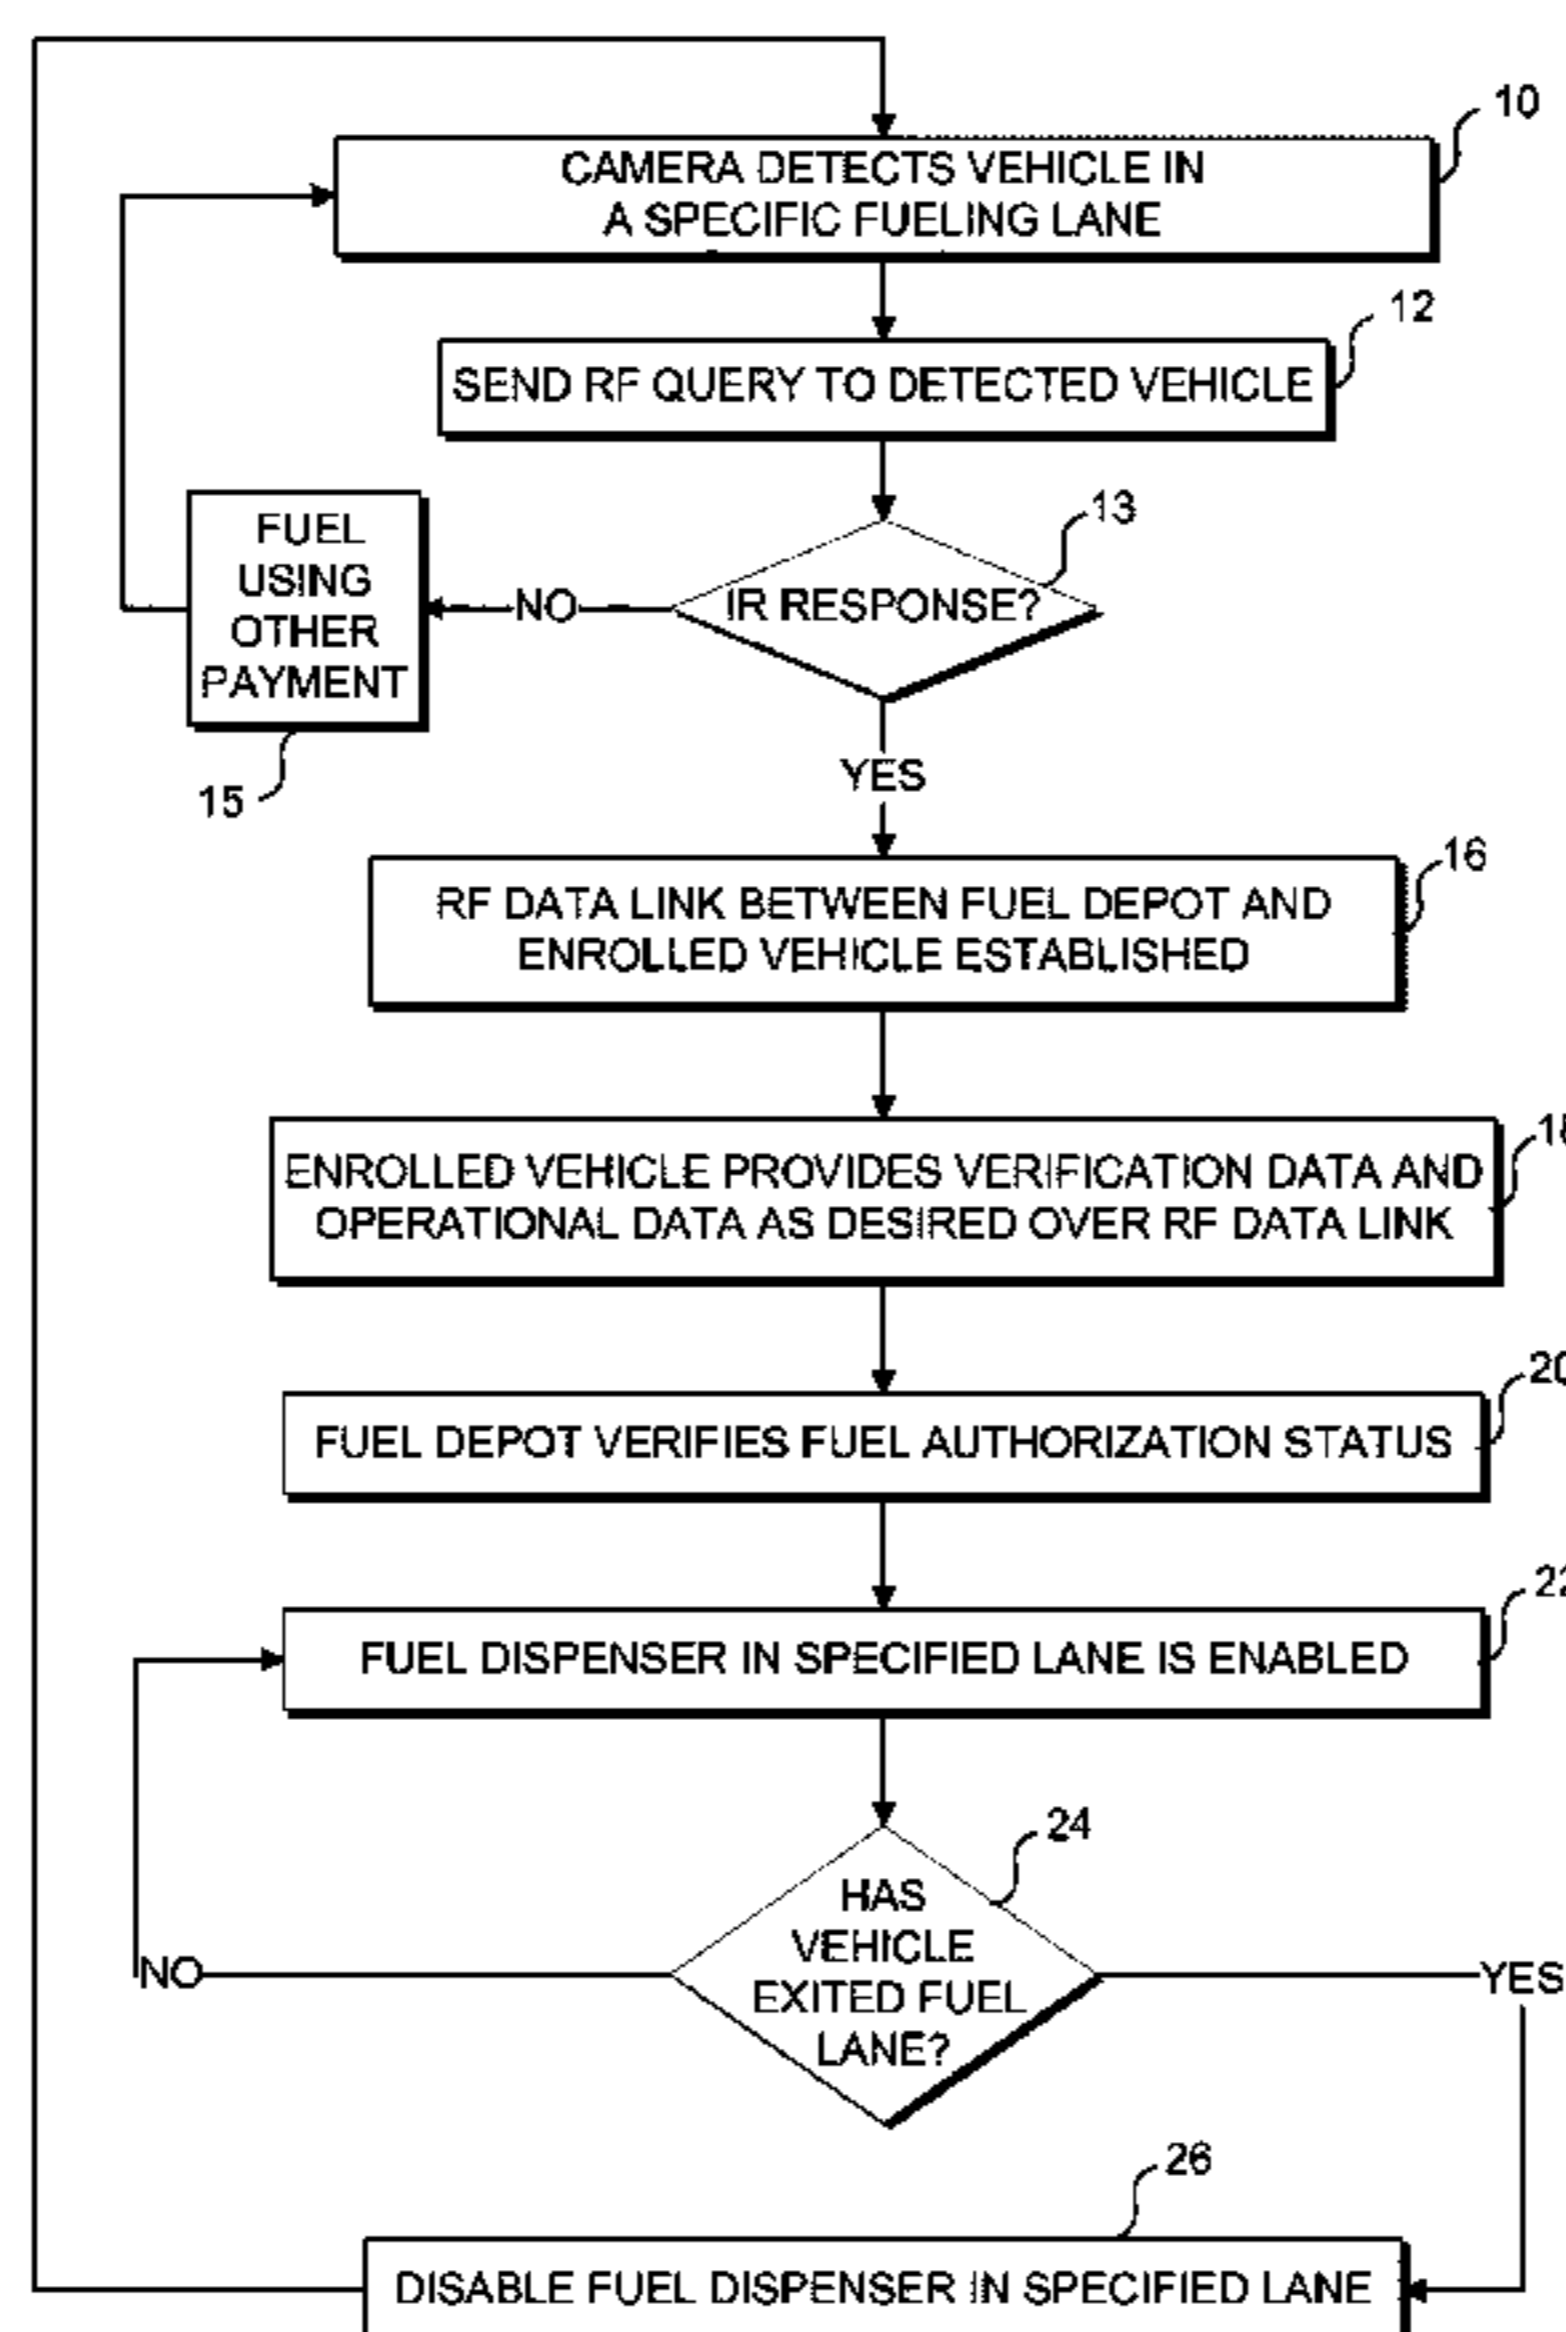 10
CAMERA DETECTS VEHICLE IN
A SPECIFIC FUELING LANE
12
SEND RF QUERY TO DETECTED VEHICLE
13
IR RESPONSE?
NO
FUEL
USING
OTHER
PAYMENT
15
YES
16
RF DATA LINK BETWEEN FUEL DEPOT AND
ENROLLED VEHICLE ESTABLISHED
18
ENROLLED VEHICLE PROVIDES VERIFICATION DATA AND
OPERATIONAL DATA AS DESIRED OVER RF DATA LINK
20
FUEL DEPOT VERIFIES FUEL AUTHORIZATION STATUS
22
FUEL DISPENSER IN SPECIFIED LANE IS ENABLED
24
HAS
VEHICLE
EXITED FUEL
LANE?
NO
YES
26
DISABLE FUEL DISPENSER IN SPECIFIED LANE